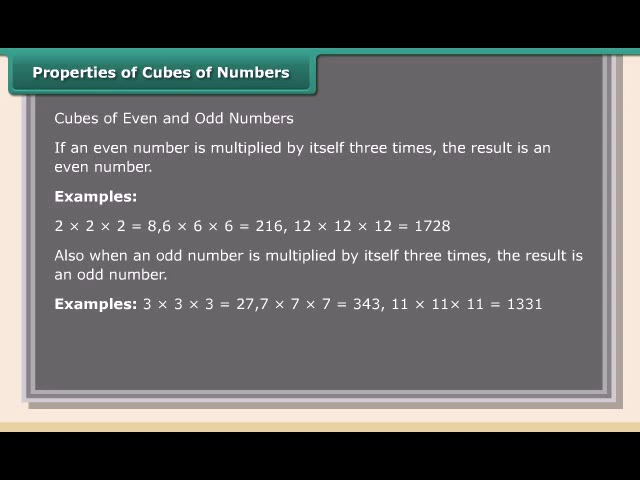 Properties of Cubes of Numbers
Cubes of Even and Odd Numbers
If an even number is multiplied by itself three times, the result is an
even number.
Examples:
2 × 2 × 2 = 8,6 × 6 × 6 = 216, 12 × 12 × 12 = 1728
Also when an odd number is multiplied by itself three times, the result is
an odd number.
Examples: 3 × 3 × 3 = 27,7 × 7 × 7 = 343, 11 × 11× 11 = 1331